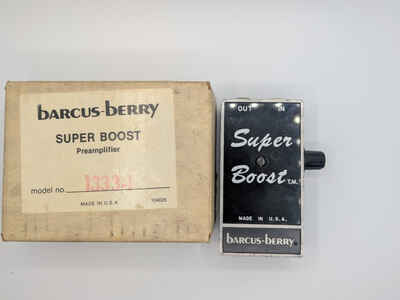 barcus-berry
SUPER BOOST
Preamplifier
model no. 1333-1
MADE IN U.S.A.
OUT IN
Super
Boost T.M.
MADE IN U.S.A.
barcus-berry